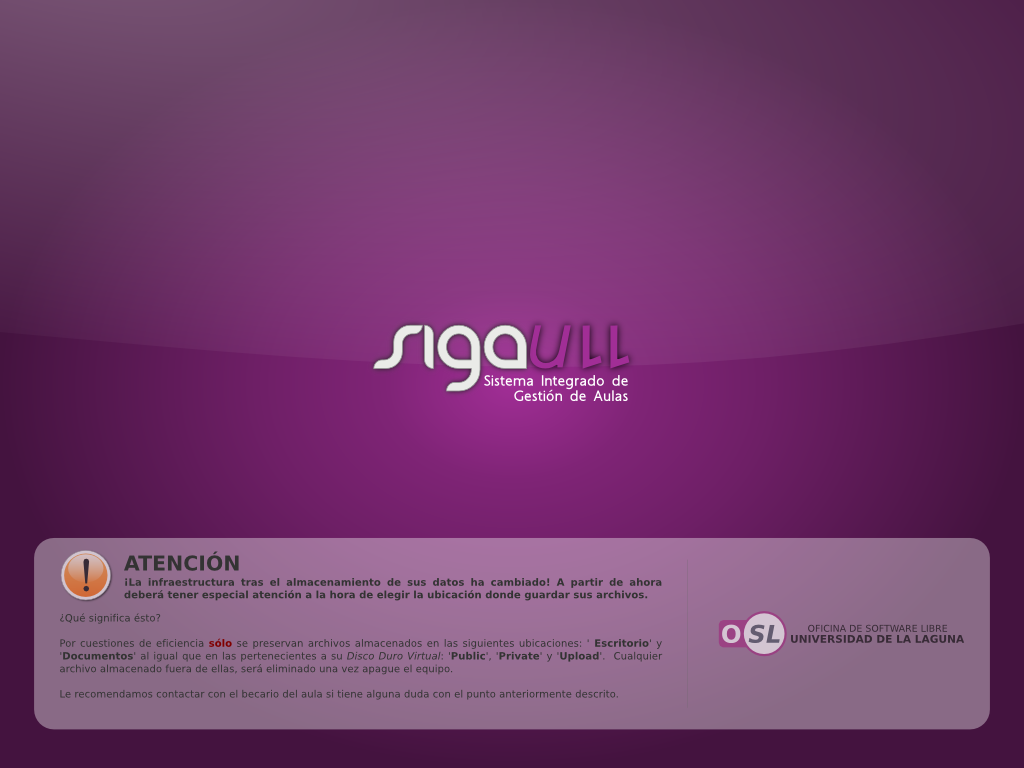 sigaULL
Sistema Integrado de
Gestión de Aulas
ATENCIÓN
¡La infraestructura tras el almacenamiento de sus datos ha cambiado! A partir de ahora
deberá tener especial atención a la hora de elegir la ubicación donde guardar sus archivos.
¿Qué significa ésto?
Por cuestiones de eficiencia sólo se preservan archivos almacenados en las siguientes ubicaciones: ' Escritorio' y
'Documentos' al igual que en las pertenecientes a su Disco Duro Virtual: 'Public', 'Private' y 'Upload'. Cualquier
archivo almacenado fuera de ellas, será eliminado una vez apague el equipo.
Le recomendamos contactar con el becario del aula si tiene alguna duda con el punto anteriormente descrito.
OSL
OFICINA DE SOFTWARE LIBRE
UNIVERSIDAD DE LA LAGUNA